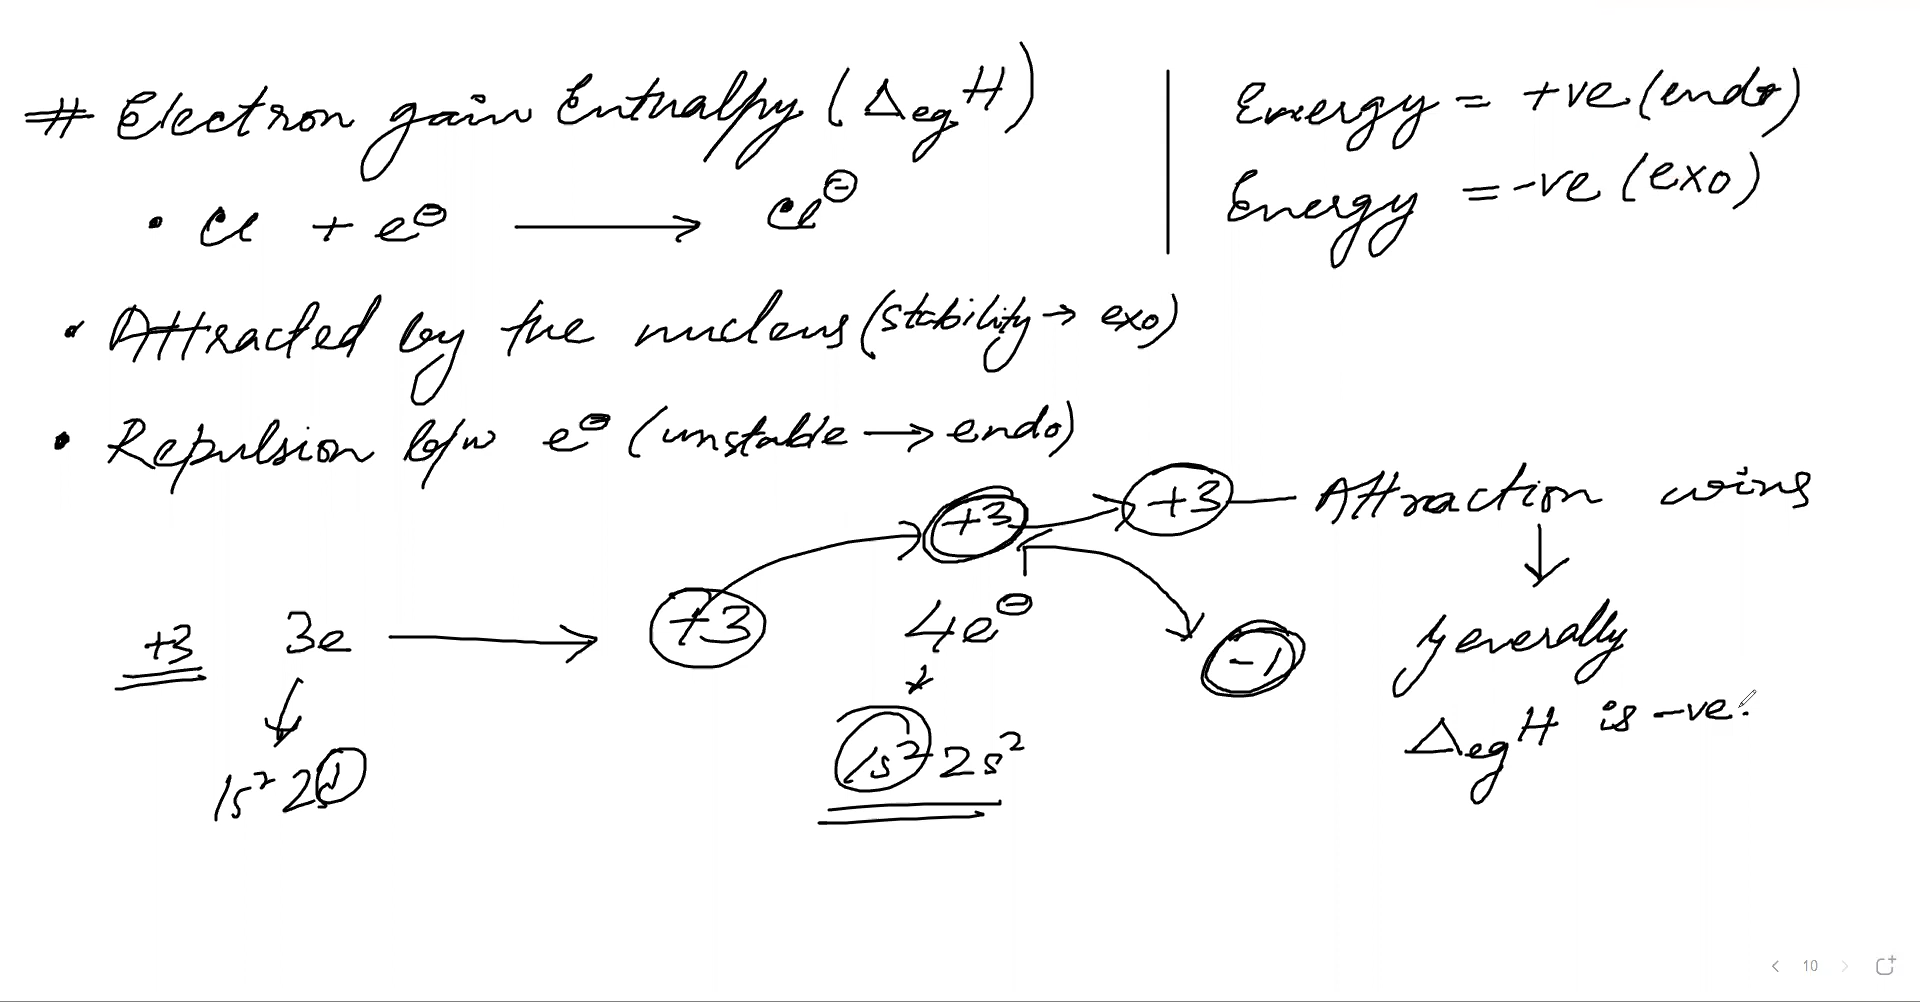 # Electron gain Enthalpy (ΔegH)
Energy = +ve (endo)
• Cl + e⊖ → Cl⊖
Energy = -ve (exo)
• Attracted by the nucleus (stability → exo)
• Repulsion b/w e⊖ (unstable → endo)
+3 → +3 — Attraction wins
↓
+3 3e → +3 4e⊖ -1 generally
ΔegH is -ve.
1s² 2s¹ 1s² 2s²
10